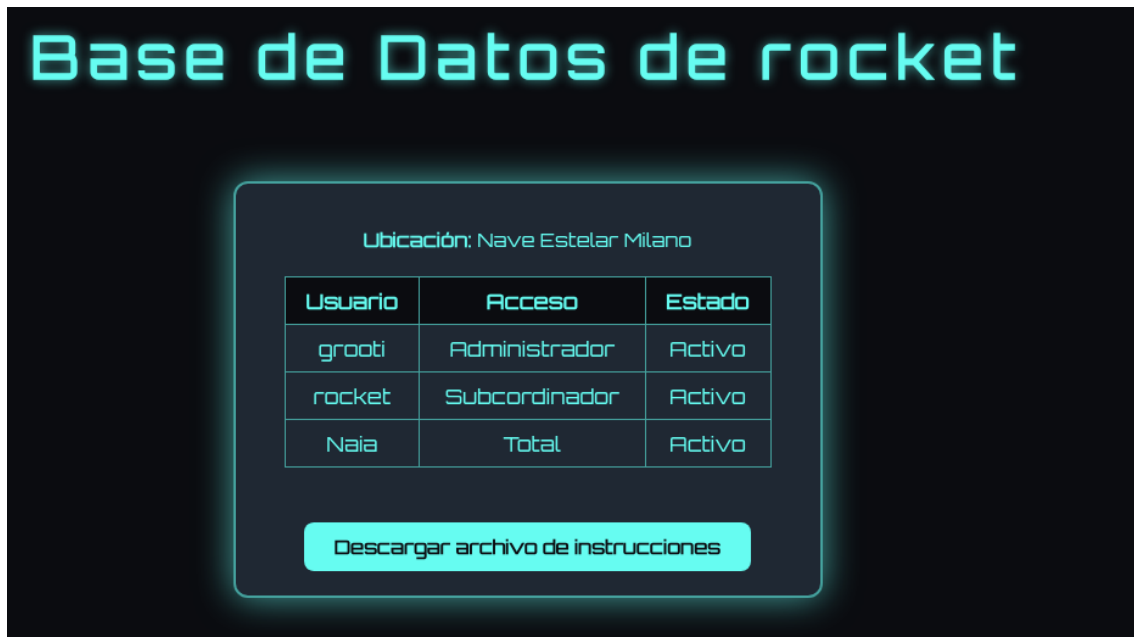 Base de Datos de rocket
Ubicación: Nave Estelar Milano
Usuario Acceso Estado
grooti Administrador Activo
rocket Subcordinador Activo
Naia Total Activo
Descargar archivo de instrucciones